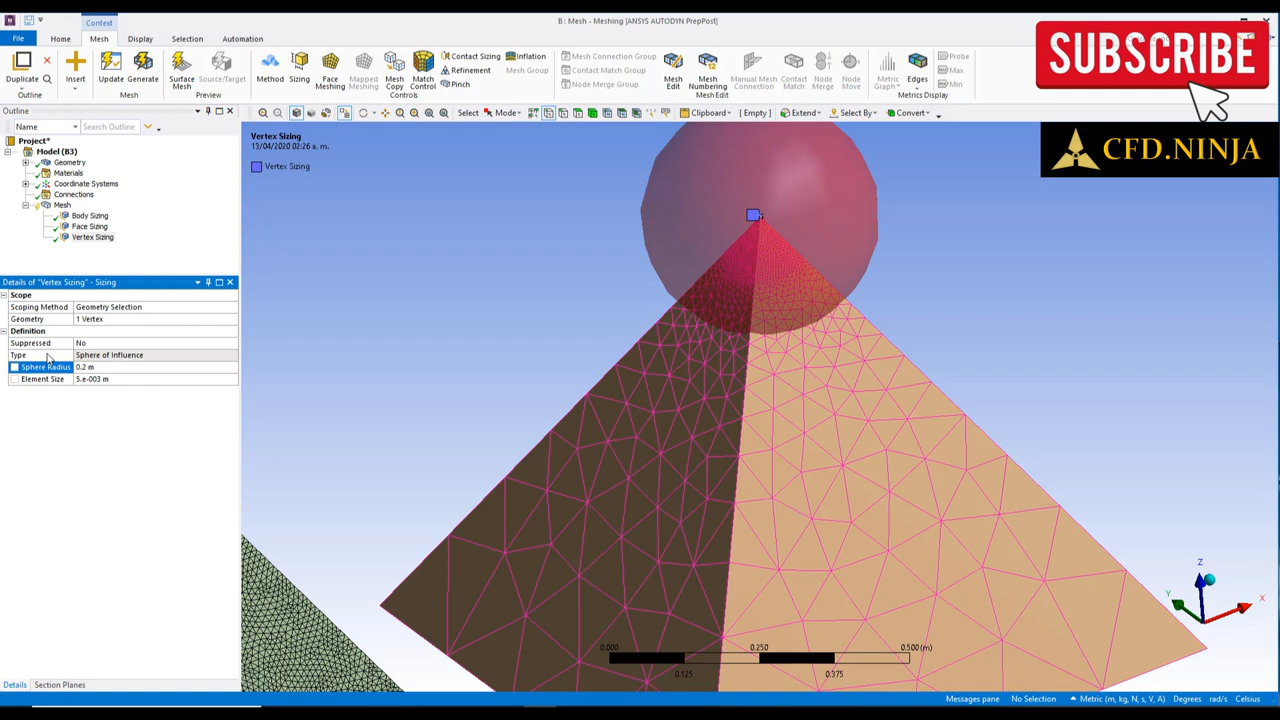 B : Mesh - Meshing [ANSYS AUTODYN PrepPost]
Context
File
Home
Mesh
Display
Selection
Automation
Duplicate
Outline
Insert
Update
Generate
Mesh
Surface Mesh
Source/Target
Preview
Method
Sizing
Face Meshing
Mapped Meshing
Mesh Copy
Match Control
Controls
Contact Sizing
Refinement
Pinch
Inflation
Mesh Group
Mesh Connection Group
Contact Match Group
Node Merge Group
Mesh Edit
Mesh Numbering
Manual Mesh Connection
Contact Match
Node Merge
Node Move
Mesh Edit
Metric Graph
Edges
Probe
Max
Min
Metrics Display
SUBSCRIBE
CFD.NINJA
Outline
Name
Search Outline
Select
Mode
Clipboard
[ Empty ]
Extend
Select By
Convert
Project*
Model (B3)
Geometry
Materials
Coordinate Systems
Connections
Mesh
Body Sizing
Face Sizing
Vertex Sizing
Details of "Vertex Sizing" - Sizing
Scope
Scoping Method Geometry Selection
Geometry 1 Vertex
Definition
Suppressed No
Type Sphere of Influence
Sphere Radius 0.2 m
Element Size 5.e-003 m
Vertex Sizing
13/04/2020 02:26 a. m.
Vertex Sizing
Z
Y
X
0.000 0.250 0.500 (m)
0.125 0.375
Details Section Planes
Messages pane No Selection Metric (m, kg, N, s, V, A) Degrees rad/s Celsius